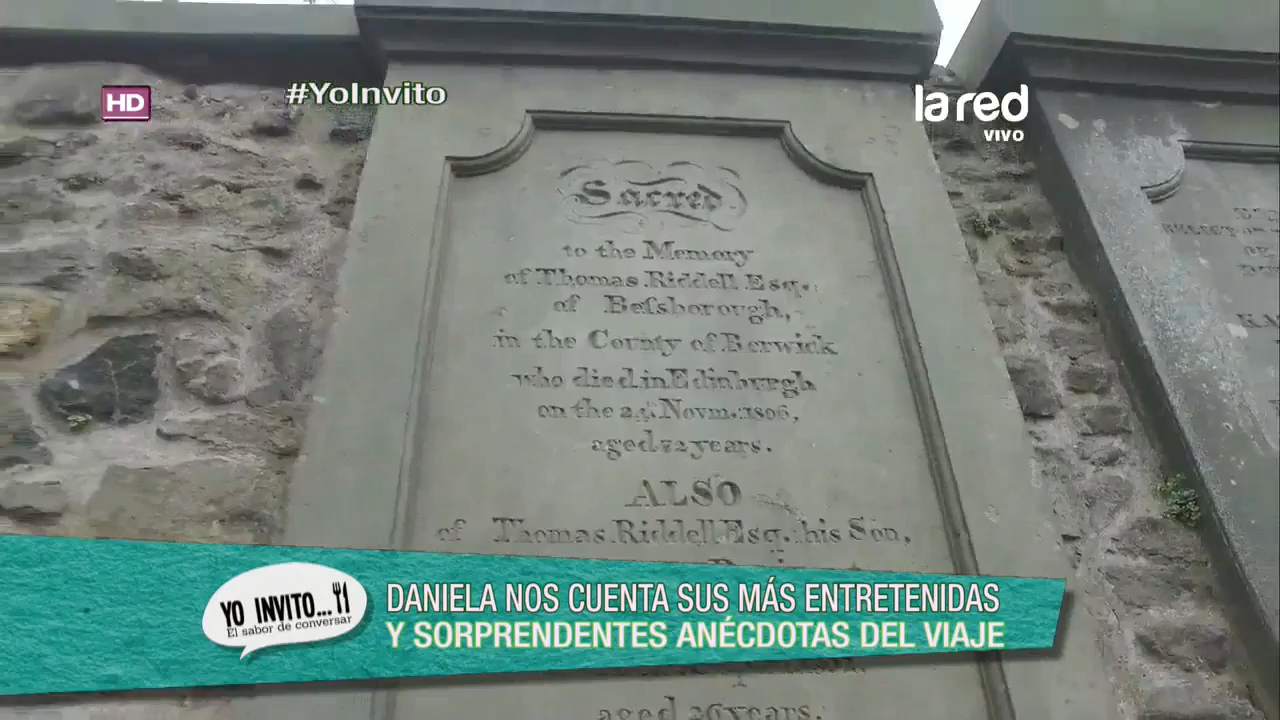 HD
#YoInvito
la red
VIVO
Sacred
to the Memory
of Thomas Riddell Esq.
of Beſsborough,
in the County of Berwick
who died in Edinburgh
on the 24. Novm. 1806,
aged 72 years.
ALSO
of Thomas Riddell Esq. his Son,
YO INVITO...
El sabor de conversar
DANIELA NOS CUENTA SUS MÁS ENTRETENIDAS
Y SORPRENDENTES ANÉCDOTAS DEL VIAJE
aged 26 years.